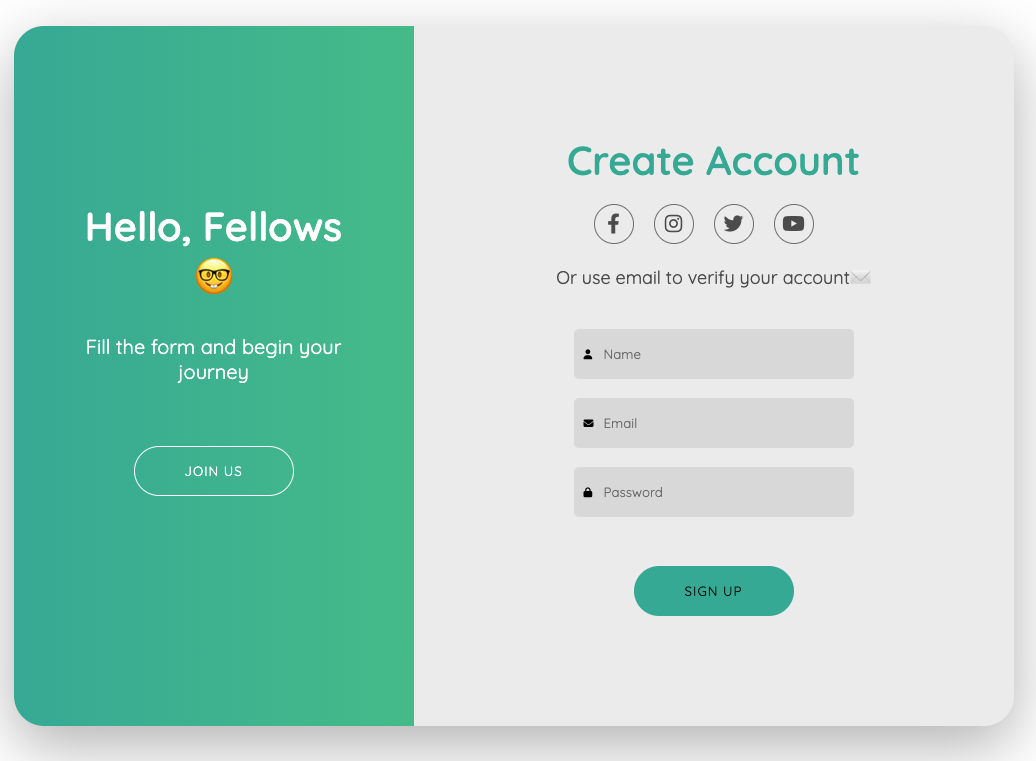 Hello, Fellows
🤓
Fill the form and begin your
journey
JOIN US
Create Account
Or use email to verify your account✉️
Name
Email
Password
SIGN UP